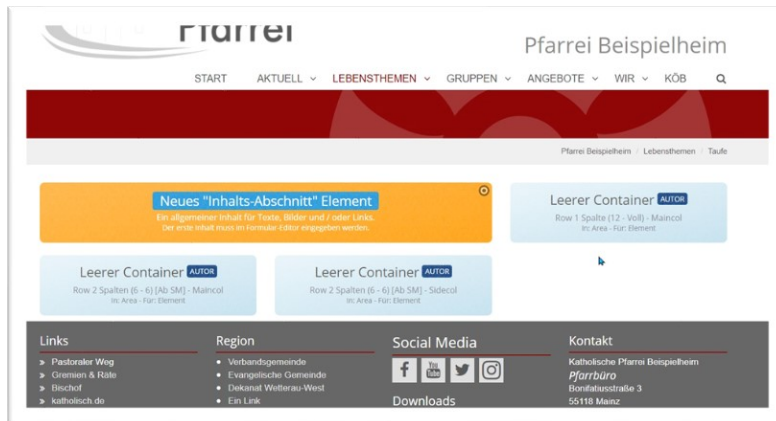 Pfarrei
Pfarrei Beispielheim
START AKTUELL LEBENSTHEMEN GRUPPEN ANGEBOTE WIR KÖB
Pfarrei Beispielheim / Lebensthemen / Taufe
Neues "Inhalts-Abschnitt" Element
Ein allgemeiner Inhalt für Texte, Bilder und / oder Links.
Der erste Inhalt muss im Formular-Editor eingegeben werden.
Leerer Container AUTOR
Row 1 Spalte (12 - Voll) - Maincol
In: Area - Für: Element
Leerer Container AUTOR
Row 2 Spalten (6 - 6) [Ab SM] - Maincol
In: Area - Für: Element
Leerer Container AUTOR
Row 2 Spalten (6 - 6) [Ab SM] - Sidecol
In: Area - Für: Element
Links
Pastoraler Weg
Gremien & Räte
Bischof
katholisch.de
Region
Verbandsgemeinde
Evangelische Gemeinde
Dekanat Wetterau-West
Ein Link
Social Media
You Tube
Downloads
Kontakt
Katholische Pfarrei Beispielheim
Pfarrbüro
Bonifatiusstraße 3
55118 Mainz